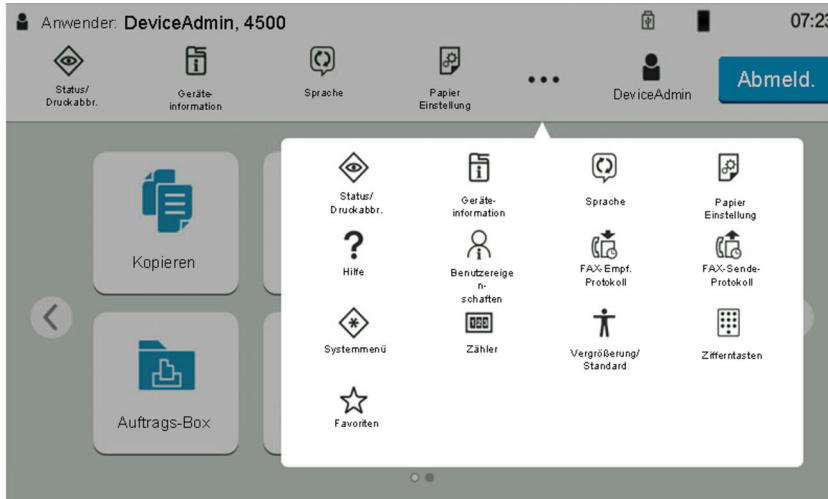 Anwender: DeviceAdmin, 4500
07:23
Status/
Druckabbr.
Geräte-
information
Sprache
Papier
Einstellung
DeviceAdmin
Abmeld.
Kopieren
Auftrags-Box
Status/
Druckabbr.
Geräte-
information
Sprache
Papier
Einstellung
Hilfe
Benutzereige
n-
schaften
FAX-Empf.
Protokoll
FAX-Sende-
Protokoll
Systemmenü
123
Zähler
Vergrößerung/
Standard
Zifferntasten
Favoriten